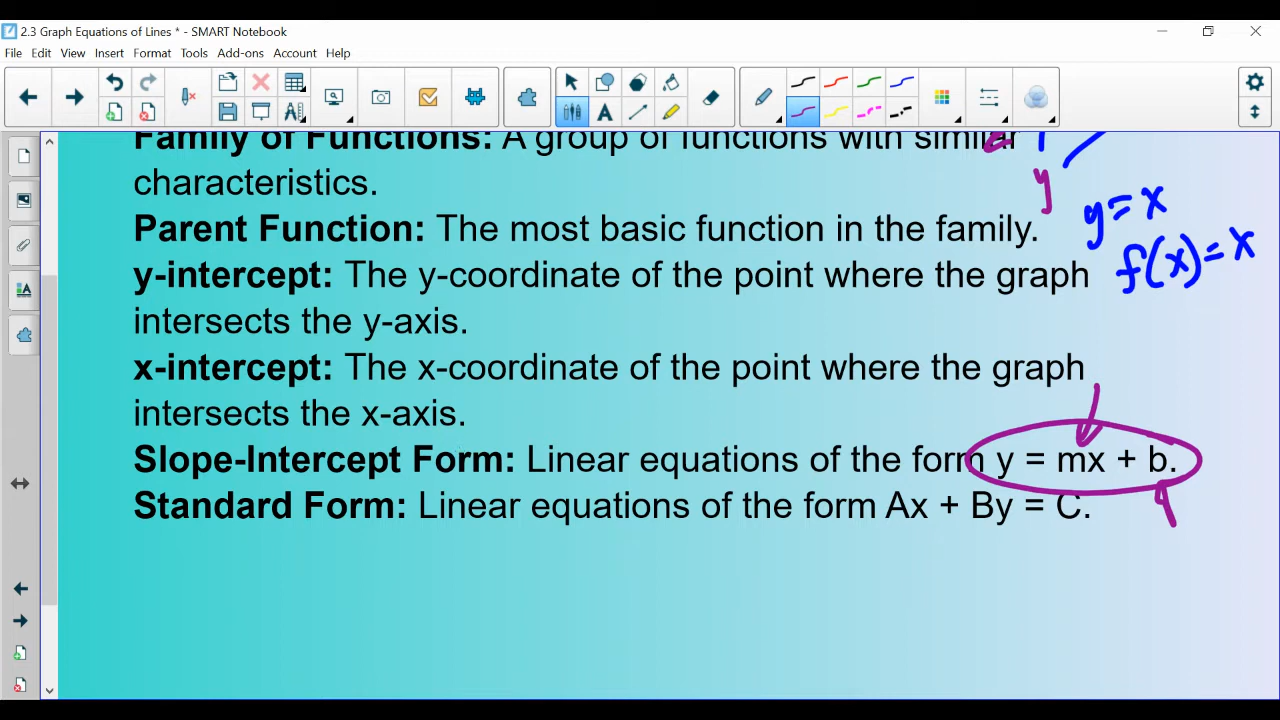 2.3 Graph Equations of Lines * - SMART Notebook
File Edit View Insert Format Tools Add-ons Account Help
Family of Functions: A group of functions with similar
characteristics.
y
y = x
Parent Function: The most basic function in the family.
f(x) = x
y-intercept: The y-coordinate of the point where the graph
intersects the y-axis.
x-intercept: The x-coordinate of the point where the graph
intersects the x-axis.
Slope-Intercept Form: Linear equations of the form y = mx + b.
Standard Form: Linear equations of the form Ax + By = C.